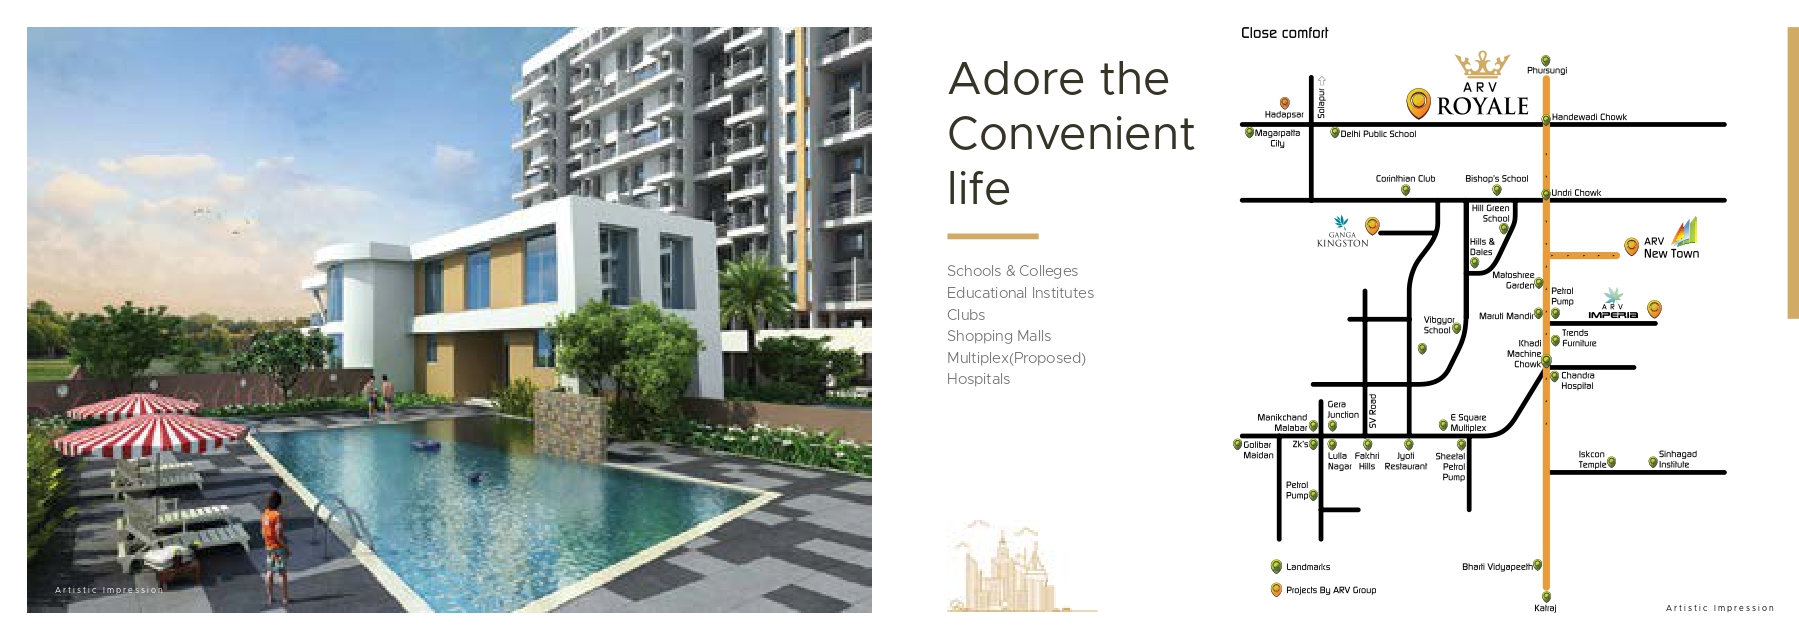 Artistic Impression
Adore the
Convenient
life
Schools & Colleges
Educational Institutes
Clubs
Shopping Malls
Multiplex(Proposed)
Hospitals
Close comfort
Phursungi
ARV
ROYALE
Solapur
Hadapsar
Handewadi Chowk
Magarpatta
City
Delhi Public School
Corinthian Club
Bishop's School
Undri Chowk
Hill Green
School
GANGA
KINGSTON
Hills &
Dales
ARV
New Town
Matoshree
Garden
Petrol
Pump
ARV
IMPERIA
Maruti Mandir
Vibgyor
School
Trends
Furniture
Khadi
Machine
Chowk
Chandra
Hospital
SV Road
Gera
Junction
Manikchand
Malabar
E Square
Multiplex
Golibar
Maidan
Zk's
Lulla
Nagar
Fakhri
Hills
Jyoti
Restaurant
Sheetal
Petrol
Pump
Iskcon
Temple
Sinhagad
Institute
Petrol
Pump
Landmarks
Bharti Vidyapeeth
Projects By ARV Group
Katraj
Artistic Impression